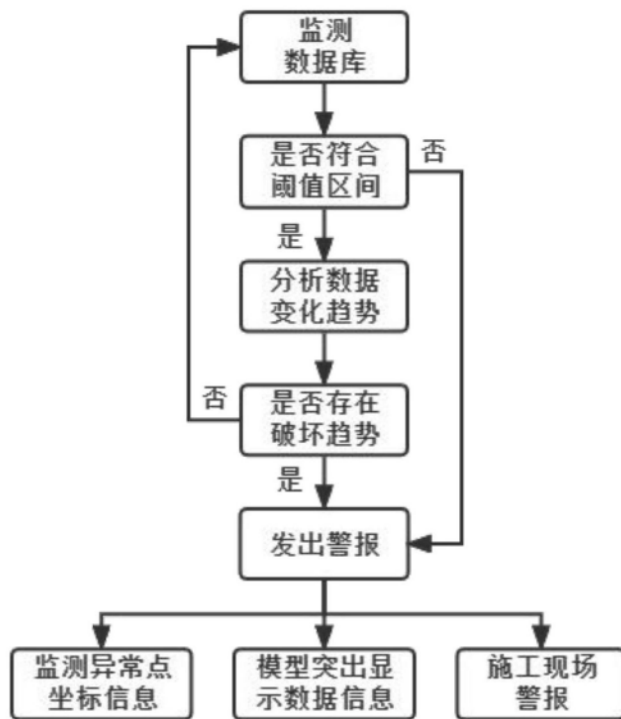 监测
数据库
是否符合
阈值区间
否
是
分析数据
变化趋势
否
是否存在
破坏趋势
是
发出警报
监测异常点
坐标信息
模型突出显
示数据信息
施工现场
警报